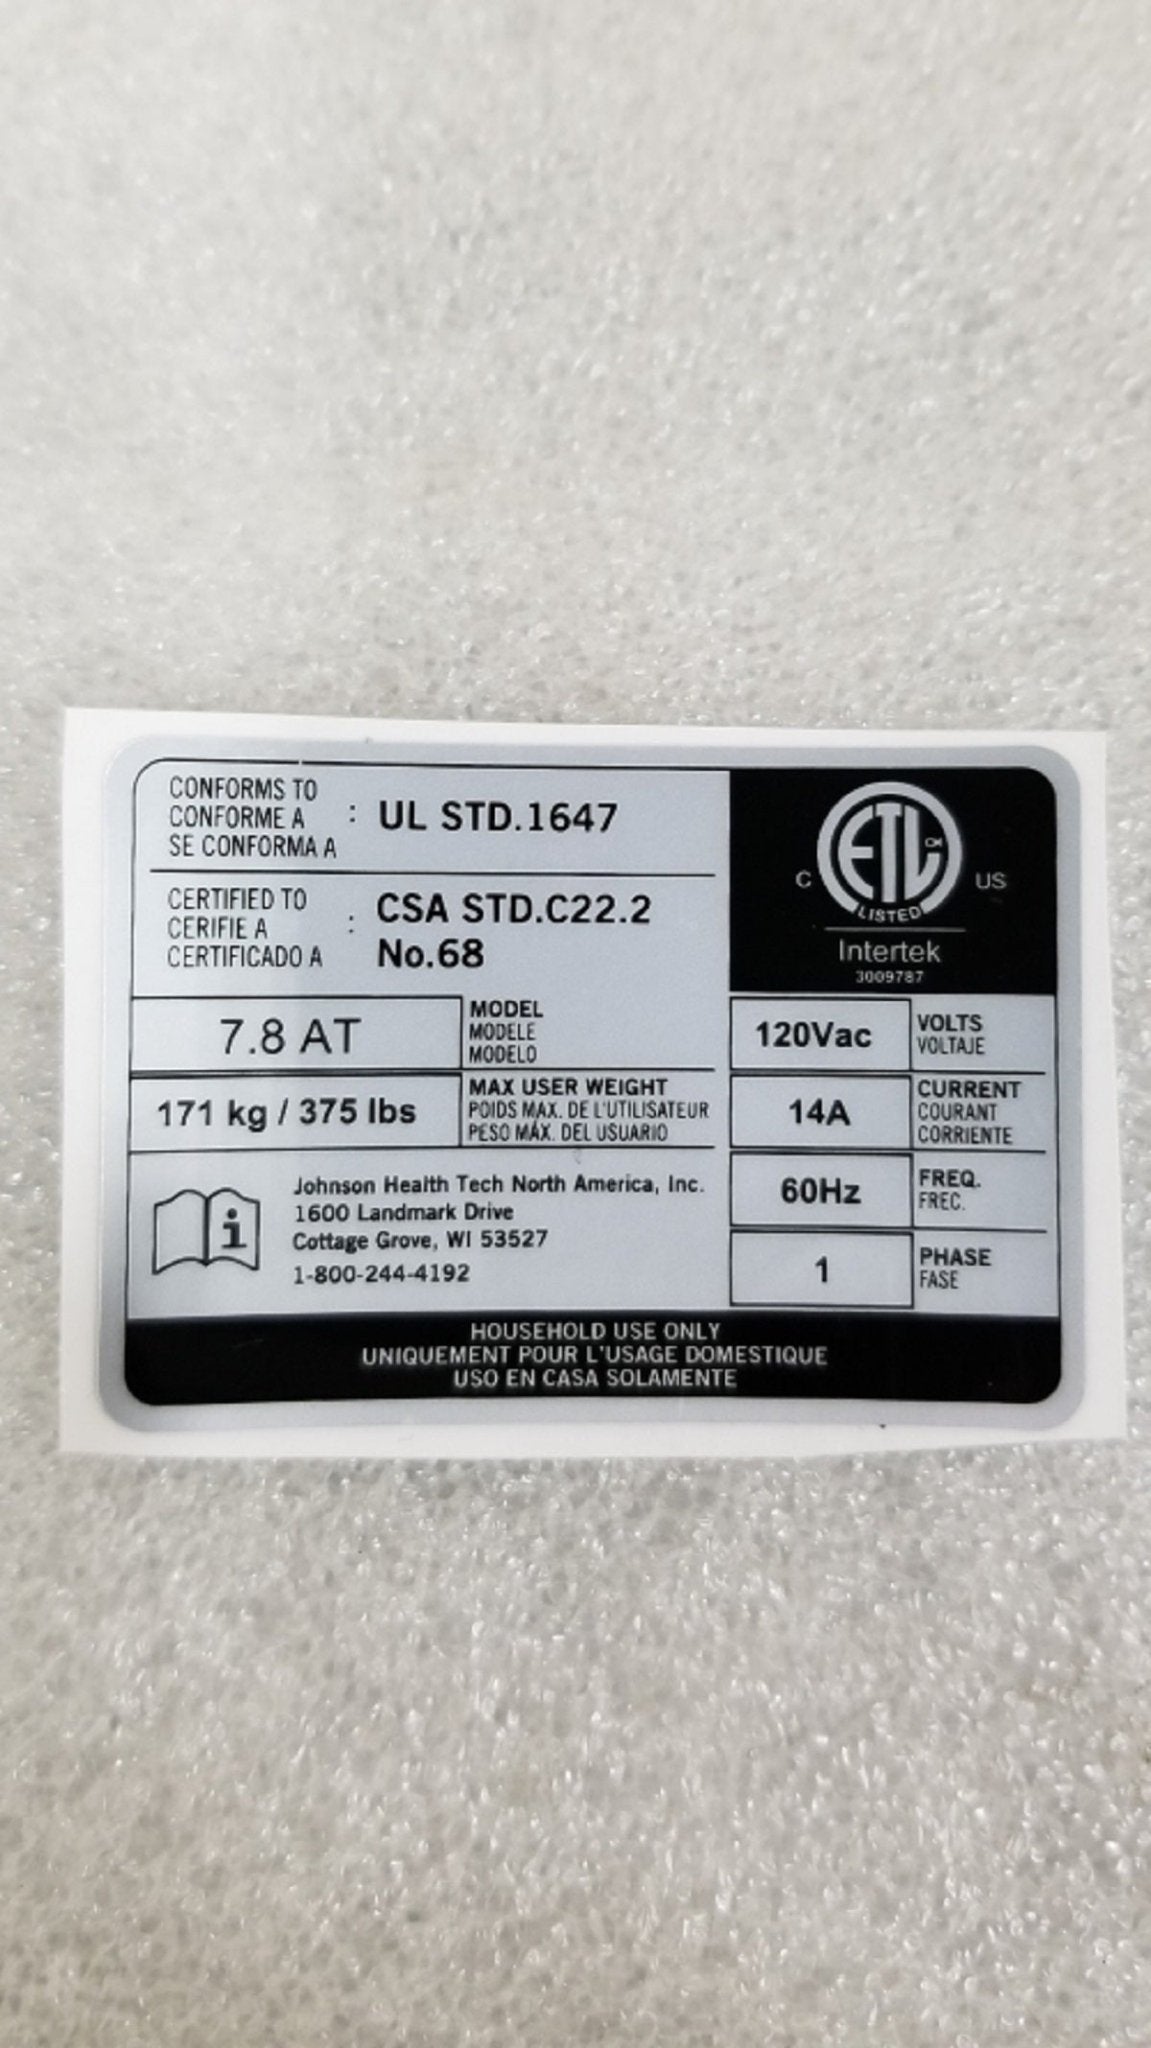 CONFORMS TO
CONFORME A : UL STD.1647
SE CONFORMA A
CERTIFIED TO
CERIFIE A : CSA STD.C22.2
CERTIFICADO A No.68
C ETL CM US
LISTED
Intertek
3009787
7.8 AT MODEL
MODELE
MODELO
171 kg / 375 lbs MAX USER WEIGHT
POIDS MAX. DE L'UTILISATEUR
PESO MÁX. DEL USUARIO
120Vac VOLTS
VOLTAJE
14A CURRENT
COURANT
CORRIENTE
60Hz FREQ.
FREC.
1 PHASE
FASE
i
Johnson Health Tech North America, Inc.
1600 Landmark Drive
Cottage Grove, WI 53527
1-800-244-4192
HOUSEHOLD USE ONLY
UNIQUEMENT POUR L'USAGE DOMESTIQUE
USO EN CASA SOLAMENTE